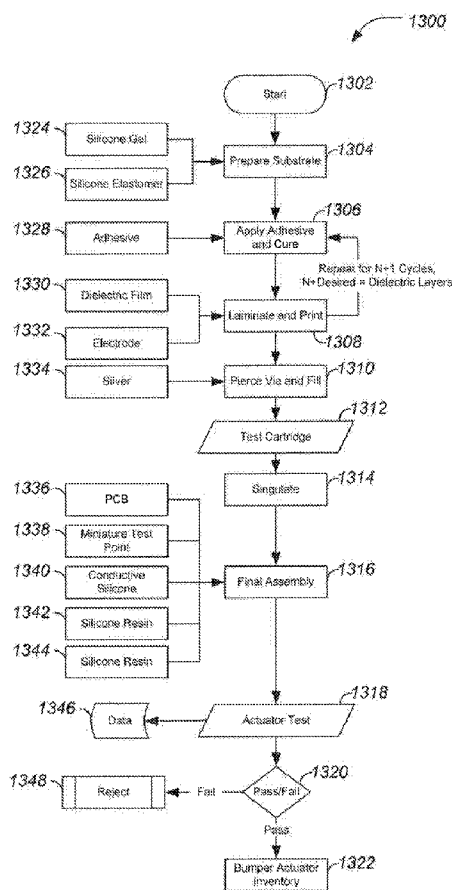 1300
1302
Start
1324
Silicone Gel
1304
Prepare Substrate
1326
Silicone Elastomer
1306
1328
Adhesive
Apply Adhesive
and Cure
Repeat for N+1 Cycles,
N+Desired = Dielectric Layers
1330
Dielectric Film
Laminate and Print
1308
1332
Electrode
1334
Silver
1310
Pierce Via and Fill
1312
Test Cartridge
1314
Singulate
1336
PCB
1338
Miniature Test
Point
1340
Conductive
Silicone
1316
Final Assembly
1342
Silicone Resin
1344
Silicone Resin
1318
1346
Data
Actuator Test
1320
1348
Reject
Fail
Pass/Fail
Pass
1322
Bumper Actuator
Inventory